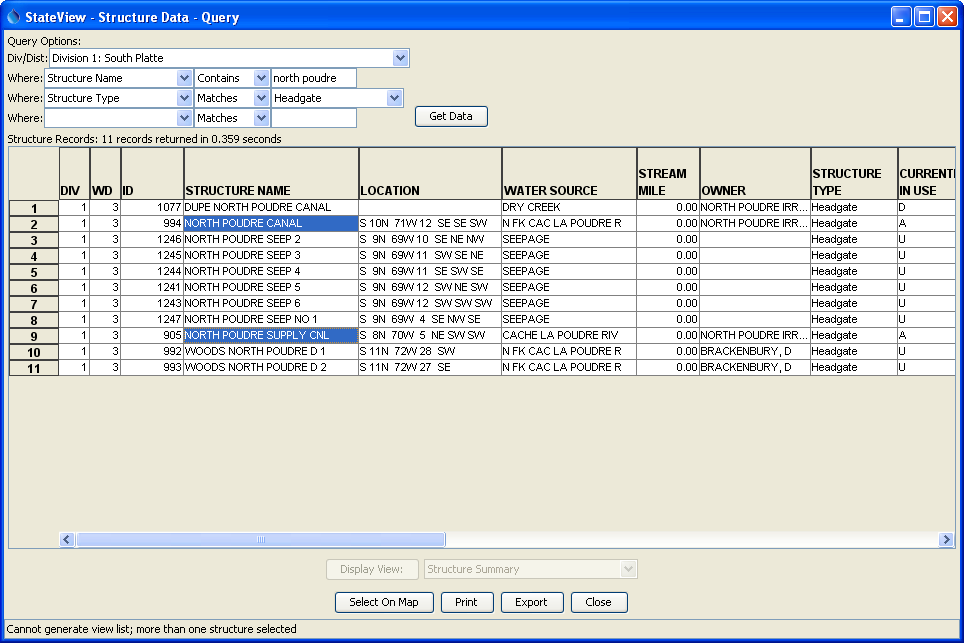 StateView - Structure Data - Query
Query Options:
Div/Dist: Division 1: South Platte
Where: Structure Name Contains north poudre
Where: Structure Type Matches Headgate
Where: Matches
Get Data
Structure Records: 11 records returned in 0.359 seconds
DIV WD ID STRUCTURE NAME LOCATION WATER SOURCE STREAM MILE OWNER STRUCTURE TYPE CURRENTL IN USE
1 1 3 1077 DUPE NORTH POUDRE CANAL DRY CREEK 0.00 NORTH POUDRE IRR... Headgate D
2 1 3 994 NORTH POUDRE CANAL S 10N 71W 12 SE SE SW N FK CAC LA POUDRE R 0.00 NORTH POUDRE IRR... Headgate A
3 1 3 1246 NORTH POUDRE SEEP 2 S 9N 69W 10 SE NE NW SEEPAGE 0.00 Headgate U
4 1 3 1245 NORTH POUDRE SEEP 3 S 9N 69W 11 SW SE NE SEEPAGE 0.00 Headgate U
5 1 3 1244 NORTH POUDRE SEEP 4 S 9N 69W 11 SE SW SE SEEPAGE 0.00 Headgate U
6 1 3 1241 NORTH POUDRE SEEP 5 S 9N 69W 12 SW NE SW SEEPAGE 0.00 Headgate U
7 1 3 1243 NORTH POUDRE SEEP 6 S 9N 69W 12 SW SW SW SEEPAGE 0.00 Headgate U
8 1 3 1247 NORTH POUDRE SEEP NO 1 S 9N 69W 4 SE NW SE SEEPAGE 0.00 Headgate U
9 1 3 905 NORTH POUDRE SUPPLY CNL S 8N 70W 5 NE SW SW CACHE LA POUDRE RIV 0.00 NORTH POUDRE IRR... Headgate A
10 1 3 992 WOODS NORTH POUDRE D 1 S 11N 72W 28 SW N FK CAC LA POUDRE R 0.00 BRACKENBURY, D Headgate U
11 1 3 993 WOODS NORTH POUDRE D 2 S 11N 72W 27 SE N FK CAC LA POUDRE R 0.00 BRACKENBURY, D Headgate U
Display View: Structure Summary
Select On Map Print Export Close
Cannot generate view list; more than one structure selected